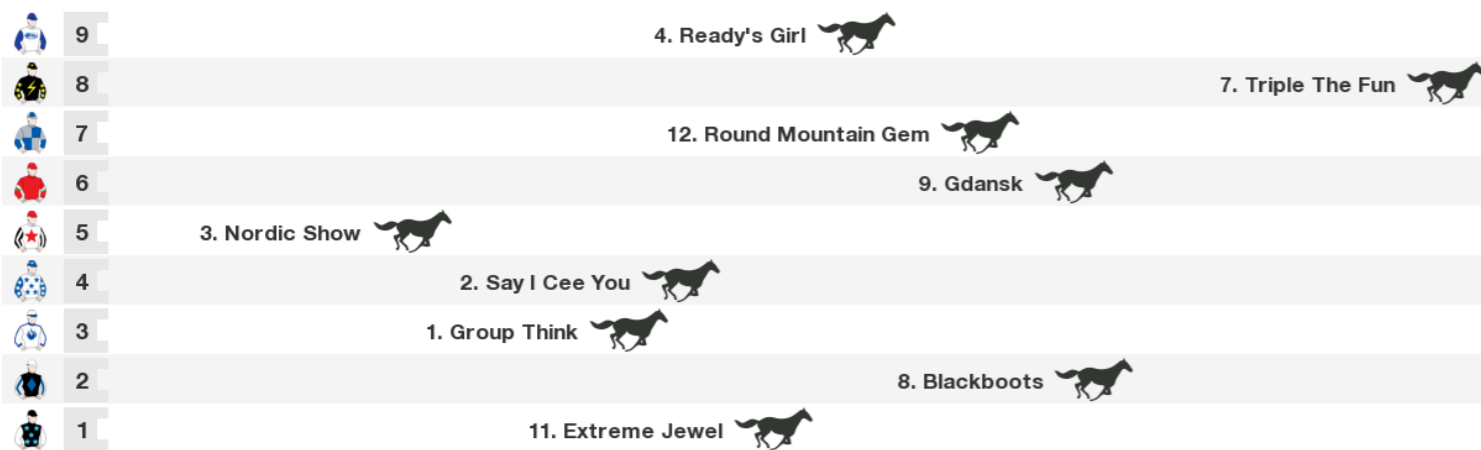 9 4. Ready's Girl
8 7. Triple The Fun
7 12. Round Mountain Gem
6 9. Gdansk
5 3. Nordic Show
4 2. Say I Cee You
3 1. Group Think
2 8. Blackboots
1 11. Extreme Jewel